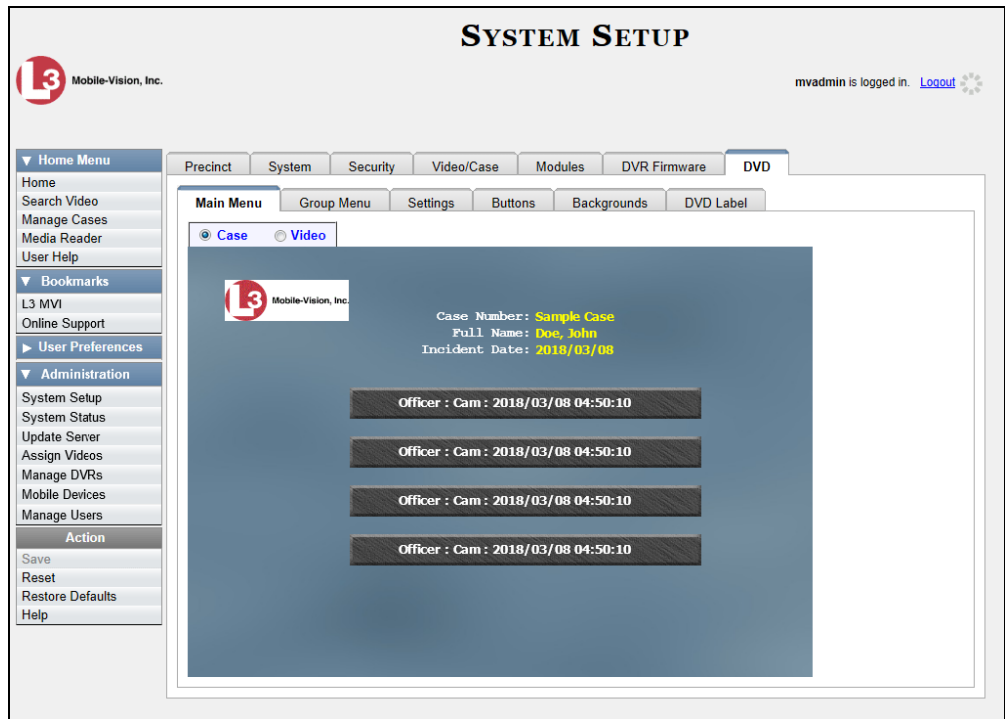 SYSTEM SETUP
L3 Mobile-Vision, Inc.
mvadmin is logged in. Logout
▼ Home Menu
Home
Search Video
Manage Cases
Media Reader
User Help
▼ Bookmarks
L3 MVI
Online Support
▶ User Preferences
▼ Administration
System Setup
System Status
Update Server
Assign Videos
Manage DVRs
Mobile Devices
Manage Users
Action
Save
Reset
Restore Defaults
Help
Precinct System Security Video/Case Modules DVR Firmware DVD
Main Menu Group Menu Settings Buttons Backgrounds DVD Label
Case Video
L3 Mobile-Vision, Inc.
Case Number: Sample Case
Full Name: Doe, John
Incident Date: 2018/03/08
Officer : Cam : 2018/03/08 04:50:10
Officer : Cam : 2018/03/08 04:50:10
Officer : Cam : 2018/03/08 04:50:10
Officer : Cam : 2018/03/08 04:50:10